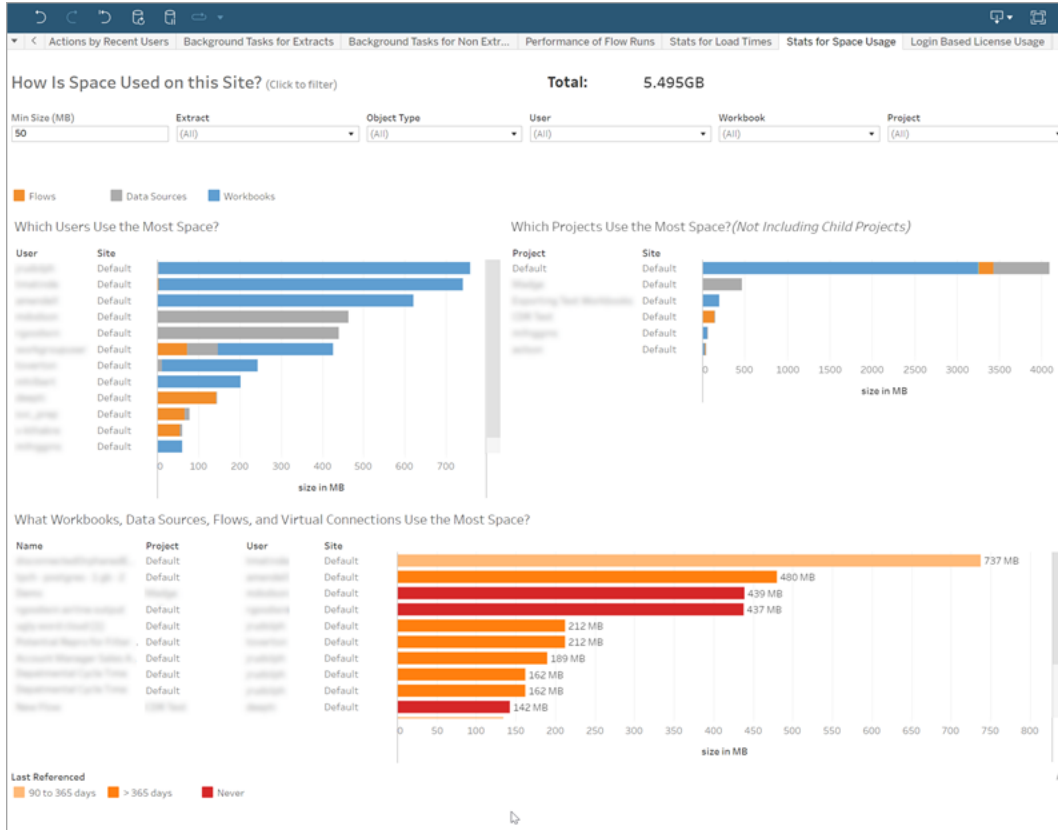 Actions by Recent Users Background Tasks for Extracts Background Tasks for Non Extr... Performance of Flow Runs Stats for Load Times Stats for Space Usage Login Based License Usage
How Is Space Used on this Site? (Click to filter) Total: 5.495GB
Min Size (MB) Extract Object Type User Workbook Project
50 (All) (All) (All) (All) (All)
Flows Data Sources Workbooks
Which Users Use the Most Space?
User Site
Default
Default
Default
Default
Default
Default
Default
Default
Default
Default
Default
Default
0 100 200 300 400 500 600 700
size in MB
Which Projects Use the Most Space?(Not Including Child Projects)
Project Site
Default Default
Default
Default
Default
Default
Default
0 500 1000 1500 2000 2500 3000 3500 4000
size in MB
What Workbooks, Data Sources, Flows, and Virtual Connections Use the Most Space?
Name Project User Site
Default Default 737 MB
Default Default 480 MB
Default 439 MB
Default Default 437 MB
Default Default 212 MB
Default Default 212 MB
Default Default 189 MB
Default Default 162 MB
Default Default 162 MB
Default 142 MB
0 50 100 150 200 250 300 350 400 450 500 550 600 650 700 750 800
size in MB
Last Referenced
90 to 365 days > 365 days Never